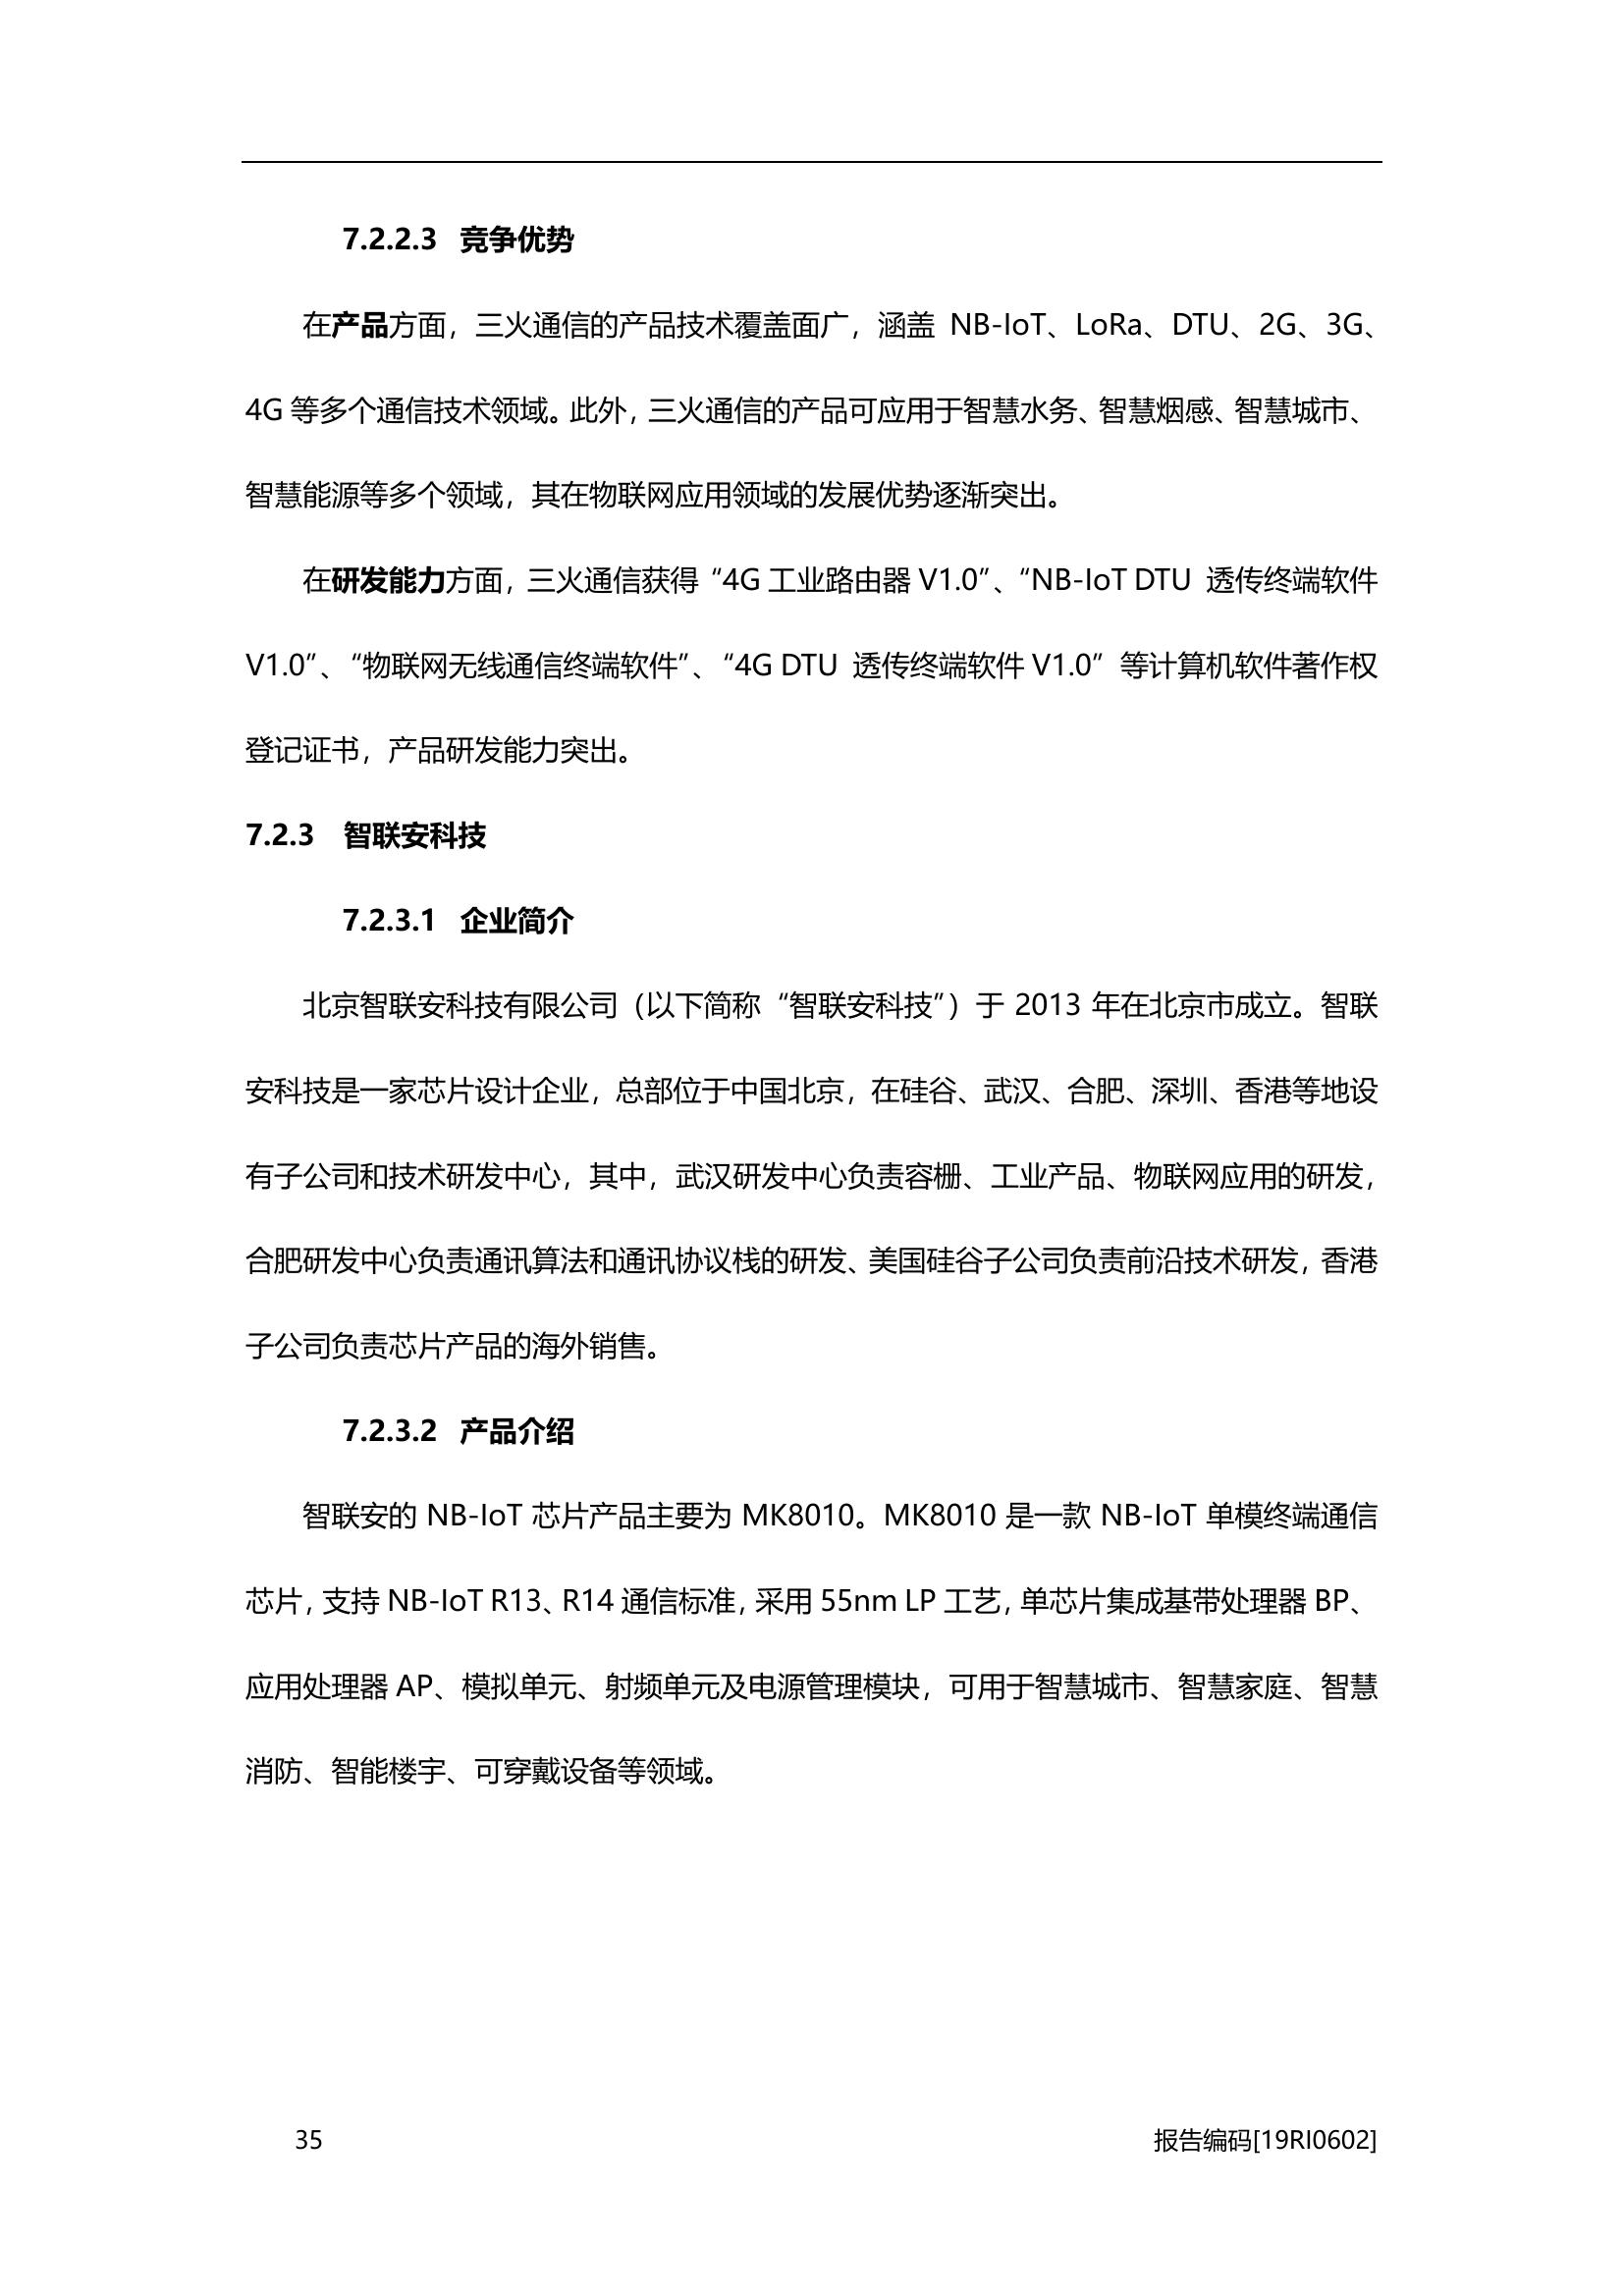 7.2.2.3 竞争优势
在产品方面，三火通信的产品技术覆盖面广，涵盖 NB-IoT、LoRa、DTU、2G、3G、
4G 等多个通信技术领域。此外，三火通信的产品可应用于智慧水务、智慧烟感、智慧城市、
智慧能源等多个领域，其在物联网应用领域的发展优势逐渐突出。
在研发能力方面，三火通信获得“4G 工业路由器 V1.0”、“NB-IoT DTU 透传终端软件
V1.0”、“物联网无线通信终端软件”、“4G DTU 透传终端软件 V1.0”等计算机软件著作权
登记证书，产品研发能力突出。
7.2.3 智联安科技
7.2.3.1 企业简介
北京智联安科技有限公司（以下简称“智联安科技”）于 2013 年在北京市成立。智联
安科技是一家芯片设计企业，总部位于中国北京，在硅谷、武汉、合肥、深圳、香港等地设
有子公司和技术研发中心，其中，武汉研发中心负责容栅、工业产品、物联网应用的研发，
合肥研发中心负责通讯算法和通讯协议栈的研发、美国硅谷子公司负责前沿技术研发，香港
子公司负责芯片产品的海外销售。
7.2.3.2 产品介绍
智联安的 NB-IoT 芯片产品主要为 MK8010。MK8010 是一款 NB-IoT 单模终端通信
芯片，支持 NB-IoT R13、R14 通信标准，采用 55nm LP 工艺，单芯片集成基带处理器 BP、
应用处理器 AP、模拟单元、射频单元及电源管理模块，可用于智慧城市、智慧家庭、智慧
消防、智能楼宇、可穿戴设备等领域。
35
报告编码[19RI0602]